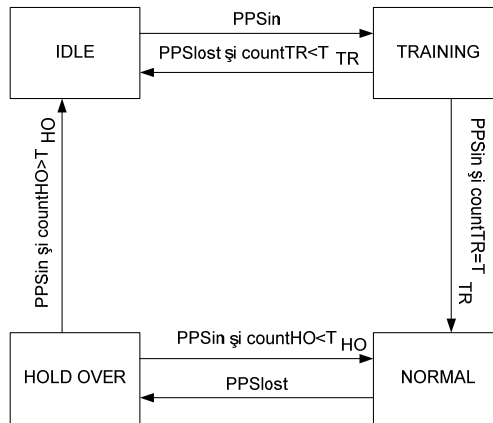 PPSin
IDLE
TRAINING
PPSlost şi countTR<T TR
PPSin şi countHO>T HO
PPSin şi countTR=T TR
PPSin şi countHO<T HO
HOLD OVER
NORMAL
PPSlost